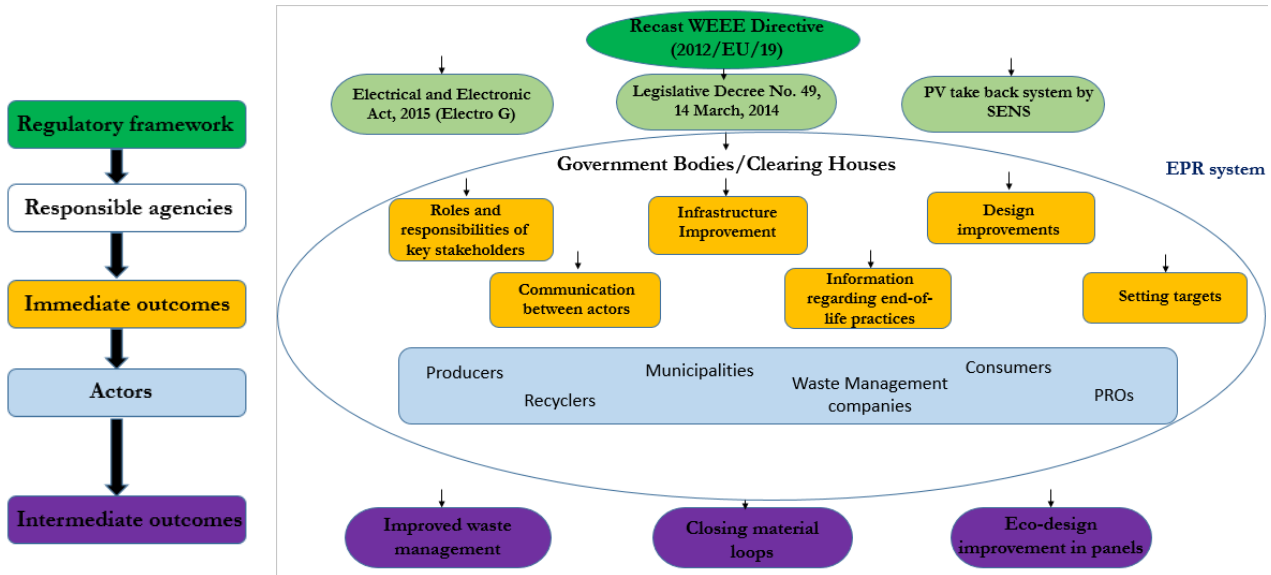 Regulatory framework
Responsible agencies
Immediate outcomes
Actors
Intermediate outcomes
Recast WEEE Directive
(2012/EU/19)
Electrical and Electronic
Act, 2015 (Electro G)
Legislative Decree No. 49,
14 March, 2014
PV take back system by
SENS
Government Bodies/Clearing Houses
EPR system
Roles and
responsibilities of
key stakeholders
Infrastructure
Improvement
Design
improvements
Communication
between actors
Information
regarding end-of-
life practices
Setting targets
Producers
Recyclers
Municipalities
Waste Management
companies
Consumers
PROs
Improved waste
management
Closing material
loops
Eco-design
improvement in panels